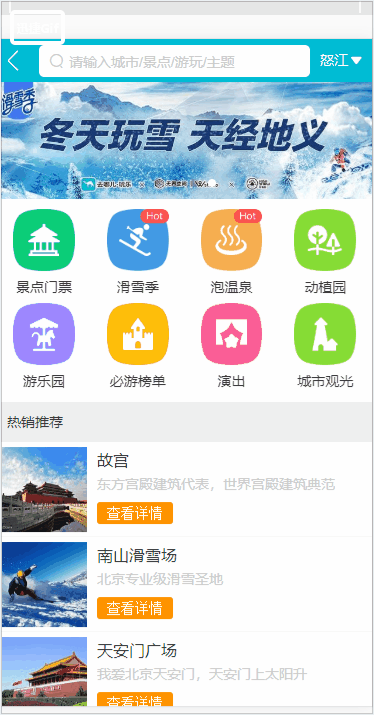 请输入城市/景点/游玩/主题
怒江
滑雪季
冬天玩雪 天经地义
去哪儿·玩乐
Hot
Hot
景点门票
滑雪季
泡温泉
动植园
游乐园
必游榜单
演出
城市观光
热销推荐
故宫
东方宫殿建筑代表，世界宫殿建筑典范
查看详情
南山滑雪场
北京专业级滑雪圣地
查看详情
天安门广场
我爱北京天安门，天安门上太阳升
查看详情